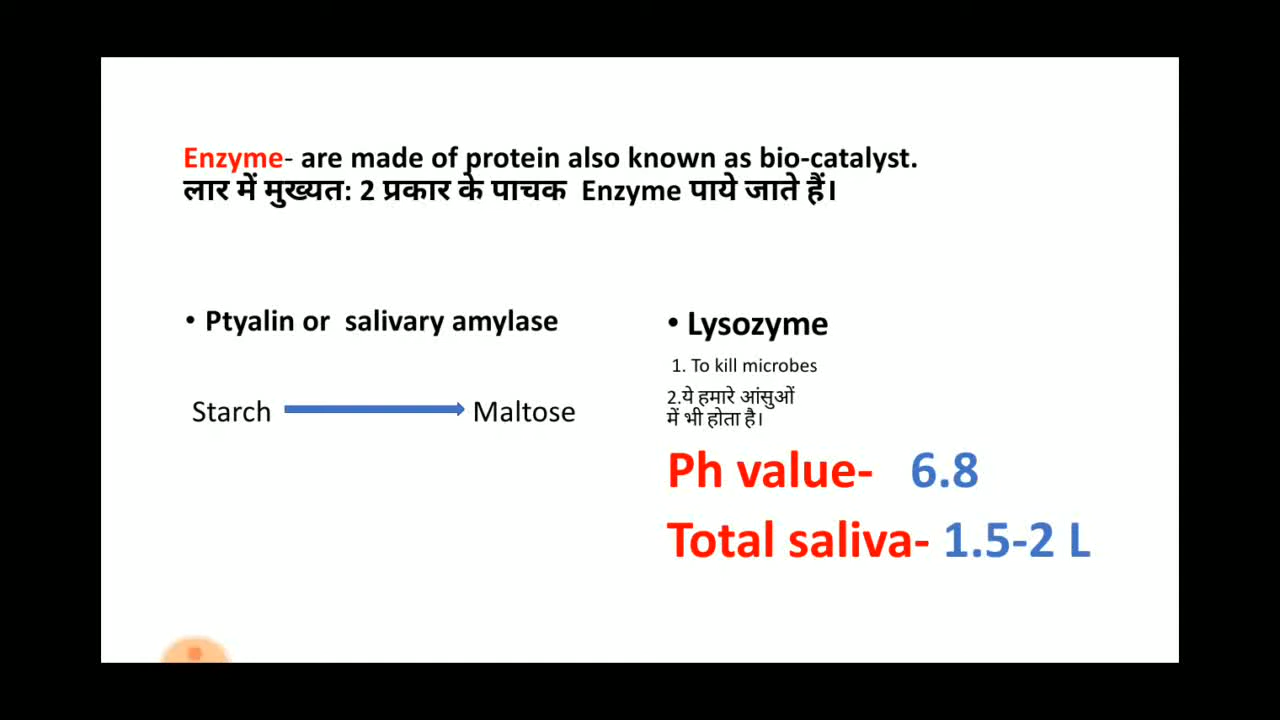 Enzyme- are made of protein also known as bio-catalyst.
लार में मुख्यत: 2 प्रकार के पाचक Enzyme पाये जाते हैं।
• Ptyalin or salivary amylase
Starch Maltose
• Lysozyme
1. To kill microbes
2.ये हमारे आंसुओं
में भी होता है।
Ph value- 6.8
Total saliva- 1.5-2 L